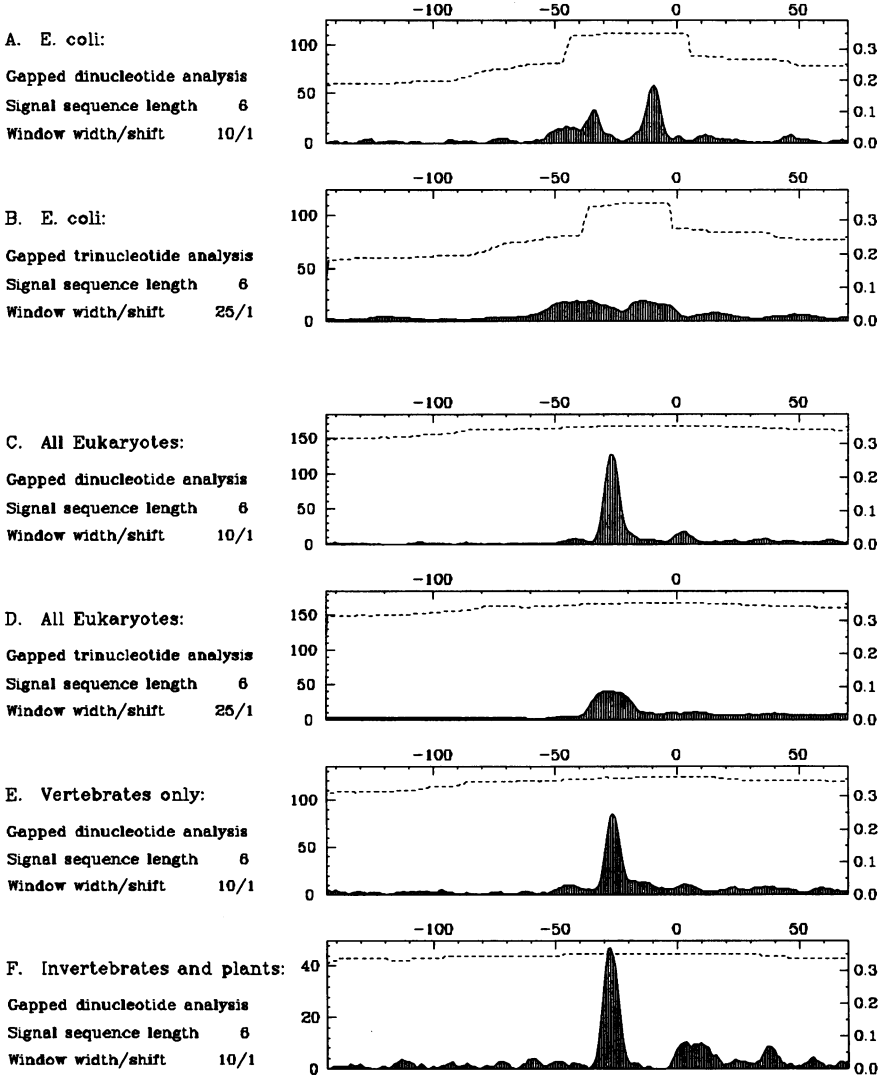 -100 -50 0 50
A. E. coli:
Gapped dinucleotide analysis
Signal sequence length 6
Window width/shift 10/1
100
50
0
0.3
0.2
0.1
0.0
-100 -50 0 50
B. E. coli:
Gapped trinucleotide analysis
Signal sequence length 6
Window width/shift 25/1
100
50
0
0.3
0.2
0.1
0.0
-100 -50 0 50
C. All Eukaryotes:
Gapped dinucleotide analysis
Signal sequence length 6
Window width/shift 10/1
150
100
50
0
0.3
0.2
0.1
0.0
-100 -50 0 50
D. All Eukaryotes:
Gapped trinucleotide analysis
Signal sequence length 6
Window width/shift 25/1
150
100
50
0
0.3
0.2
0.1
0.0
-100 -50 0 50
E. Vertebrates only:
Gapped dinucleotide analysis
Signal sequence length 6
Window width/shift 10/1
100
50
0
0.3
0.2
0.1
0.0
-100 -50 0 50
F. Invertebrates and plants:
Gapped dinucleotide analysis
Signal sequence length 6
Window width/shift 10/1
40
20
0
0.3
0.2
0.1
0.0